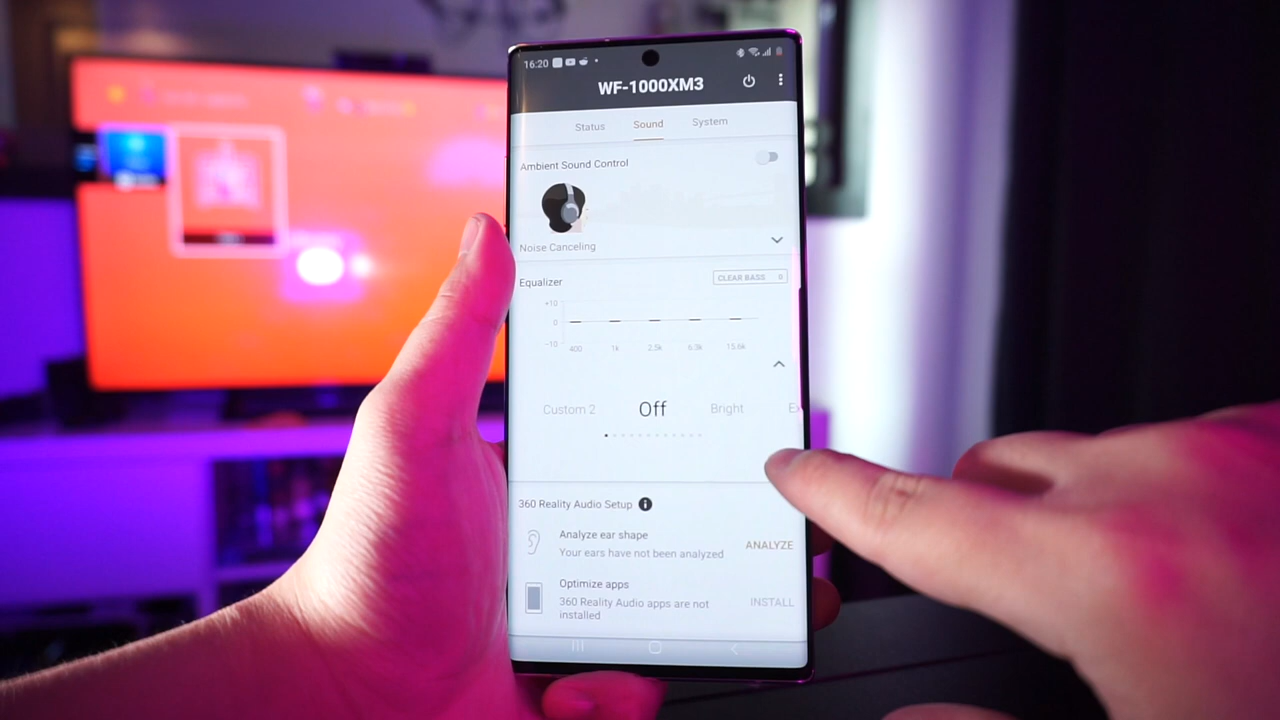 16:20
WF-1000XM3
Status Sound System
Ambient Sound Control
Noise Canceling
Equalizer CLEAR BASS 0
+10
0
-10
400 1k 2.5k 6.3k 15.6k
Custom 2 Off Bright
360 Reality Audio Setup
Analyze ear shape
Your ears have not been analyzed ANALYZE
Optimize apps
360 Reality Audio apps are not
installed
INSTALL